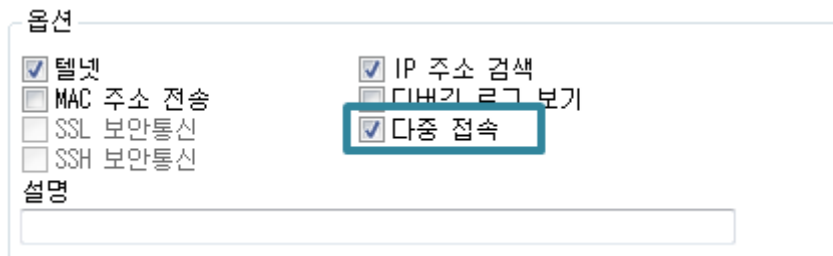 옵션
텔넷
IP 주소 검색
MAC 주소 전송
디버깅 로그 보기
SSL 보안통신
다중 접속
SSH 보안통신
설명